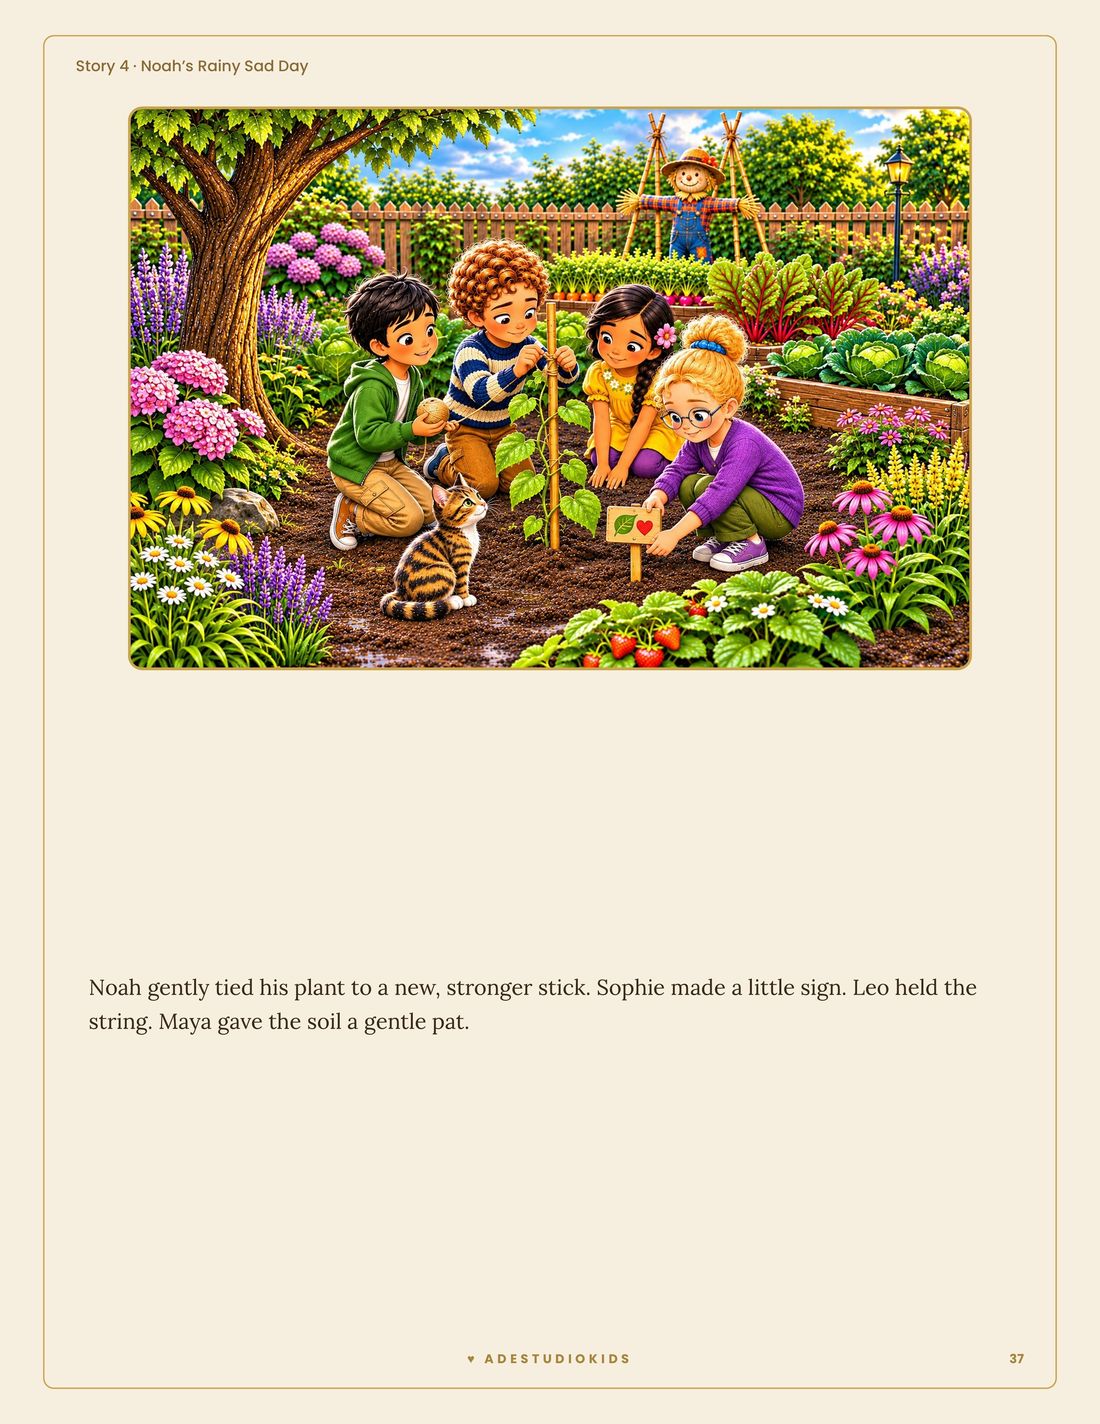 Story 4 · Noah’s Rainy Sad Day
Noah gently tied his plant to a new, stronger stick. Sophie made a little sign. Leo held the
string. Maya gave the soil a gentle pat.
♥ ADESTUDIOKIDS
37